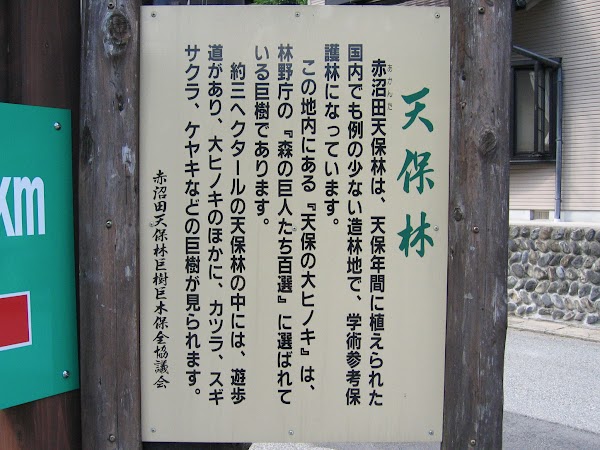 天保林
赤沼田天保林は、天保年間に植えられた
国内でも例の少ない造林地で、学術参考保
護林になっています。
この地内にある『天保の大ヒノキ』は、
林野庁の『森の巨人たち百選』に選ばれて
いる巨樹であります。
約三ヘクタールの天保林の中には、遊歩
道があり、大ヒノキのほかに、カツラ、スギ
サクラ、ケヤキなどの巨樹が見られます。
赤沼田天保林巨樹巨木保全協議会
km